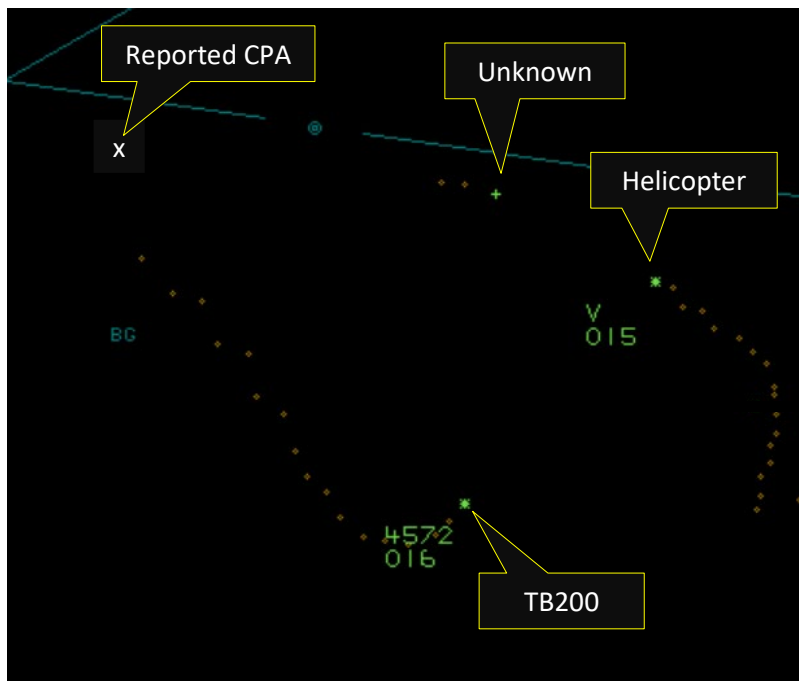 Reported CPA
Unknown
x
Helicopter
V
015
BG
4572
016
TB200